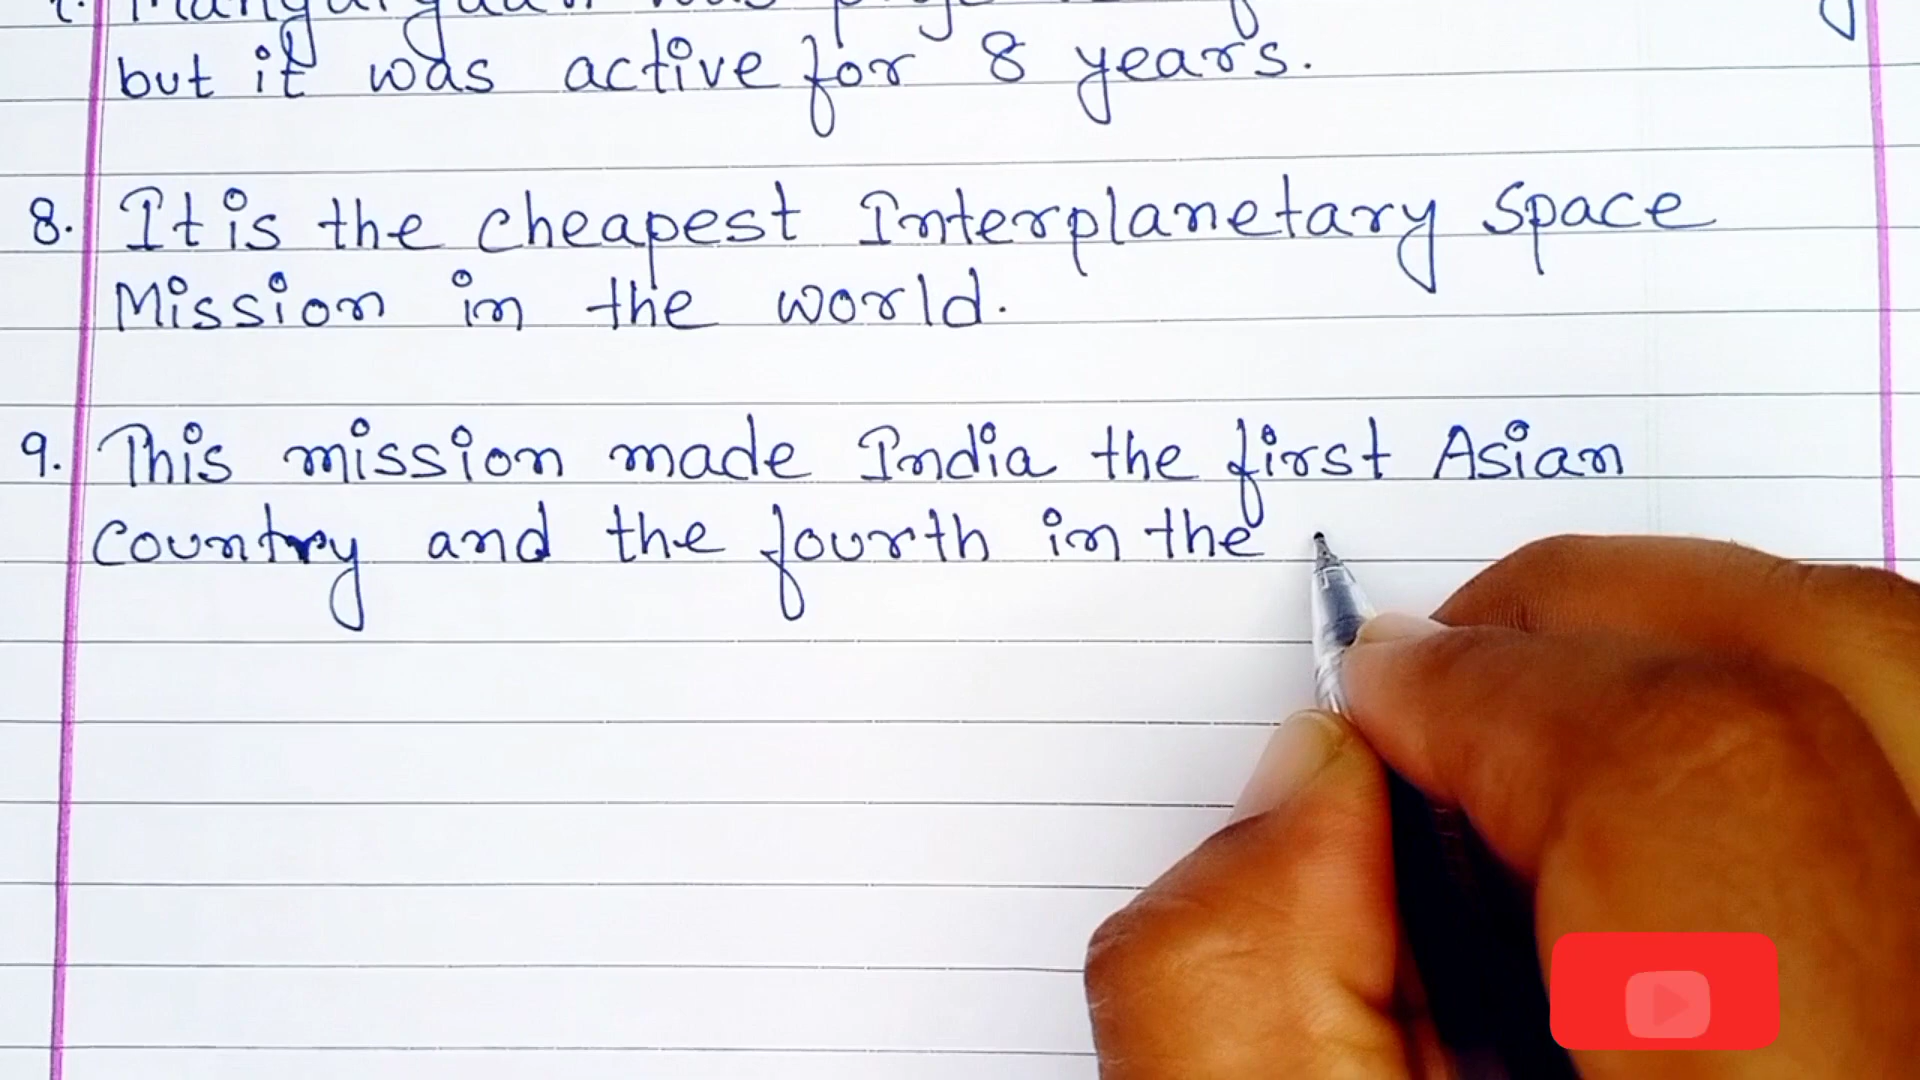 but it was active for 8 years.
8. It is the cheapest Interplanetary Space
Mission in the world.
9. This mission made India the first Asian
Country and the fourth in the